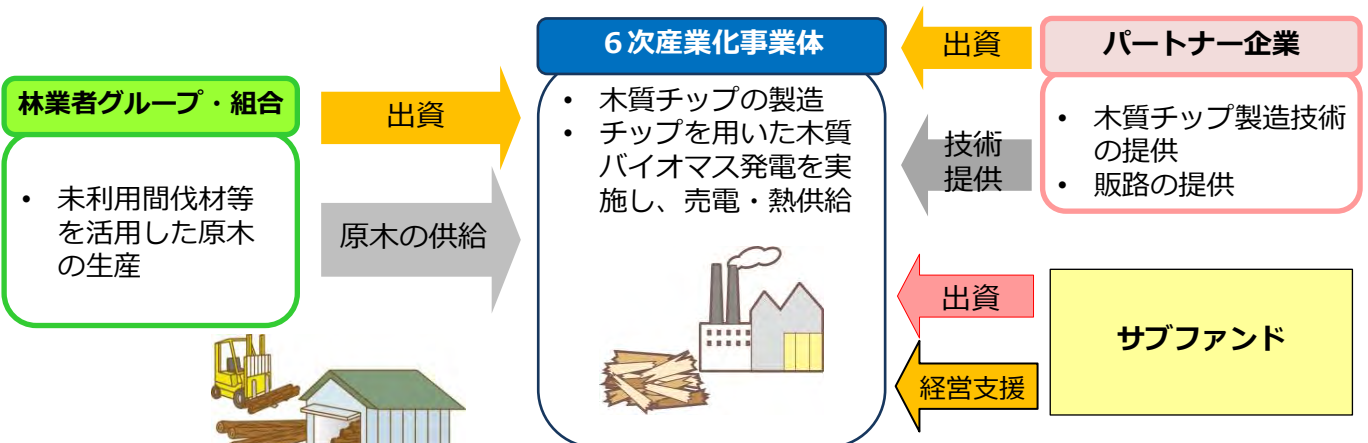 林業者グループ・組合
• 未利用間伐材等
を活用した原木
の生産
出資
原木の供給
６次産業化事業体
• 木質チップの製造
• チップを用いた木質
バイオマス発電を実
施し、売電・熱供給
出資
技術
提供
出資
経営支援
パートナー企業
• 木質チップ製造技術
の提供
• 販路の提供
サブファンド